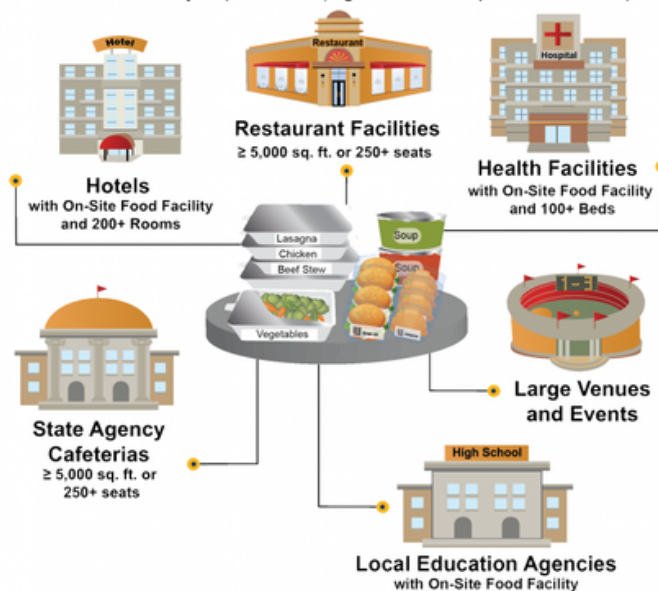 Hotel
Hotels
with On-Site Food Facility
and 200+ Rooms
Restaurant
Restaurant Facilities
≥ 5,000 sq. ft. or 250+ seats
Hospital
Health Facilities
with On-Site Food Facility
and 100+ Beds
Lasagna
Chicken
Beef Stew
Vegetables
Soup
Soup
1-3
Large Venues
and Events
State Agency
Cafeterias
≥ 5,000 sq. ft. or
250+ seats
High School
Local Education Agencies
with On-Site Food Facility